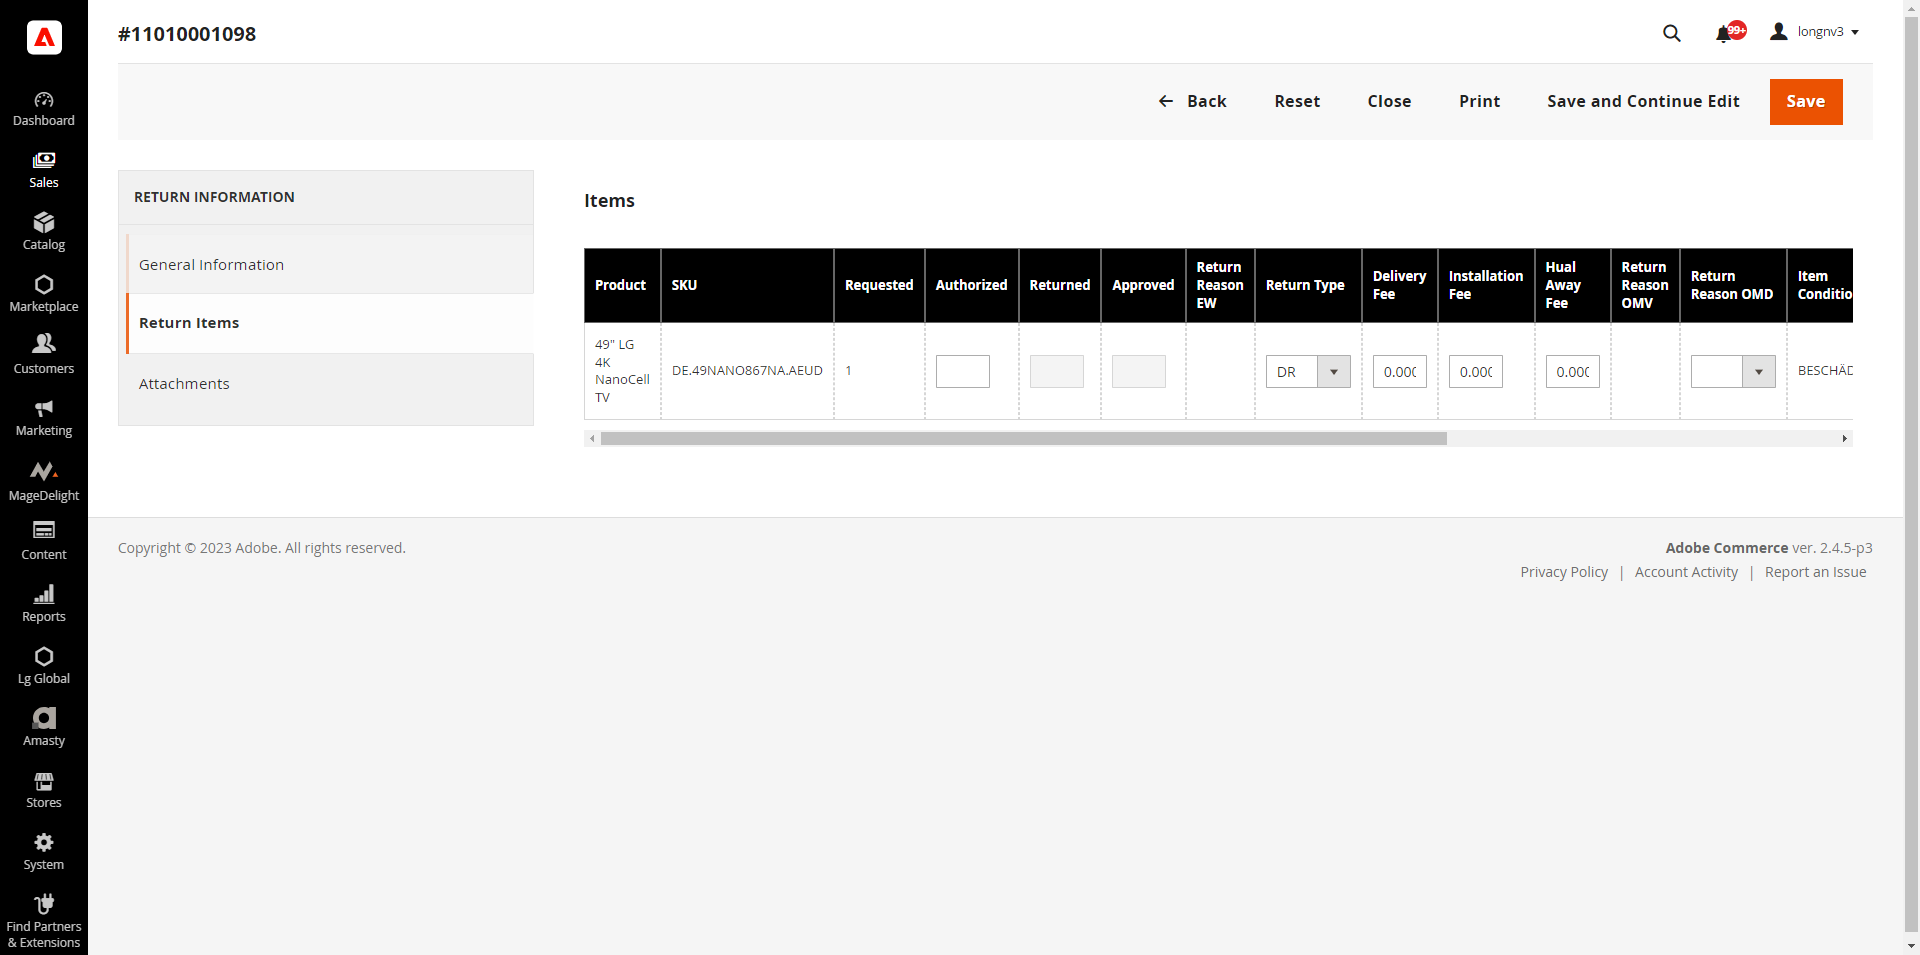 #11010001098
99+
longnv3
Back
Reset
Close
Print
Save and Continue Edit
Save
Dashboard
Sales
Catalog
Marketplace
Customers
Marketing
MageDelight
Content
Reports
Lg Global
Amasty
Stores
System
Find Partners
& Extensions
RETURN INFORMATION
General Information
Return Items
Attachments
Items
Product
SKU
Requested
Authorized
Returned
Approved
Return
Reason
EW
Return Type
Delivery
Fee
Installation
Fee
Hual
Away
Fee
Return
Reason
OMV
Return
Reason OMD
Item
Conditio
49" LG
4K
NanoCell
TV
DE.49NANO867NA.AEUD
1
DR
0.000
0.000
0.000
BESCHÄD
Copyright © 2023 Adobe. All rights reserved.
Adobe Commerce ver. 2.4.5-p3
Privacy Policy | Account Activity | Report an Issue